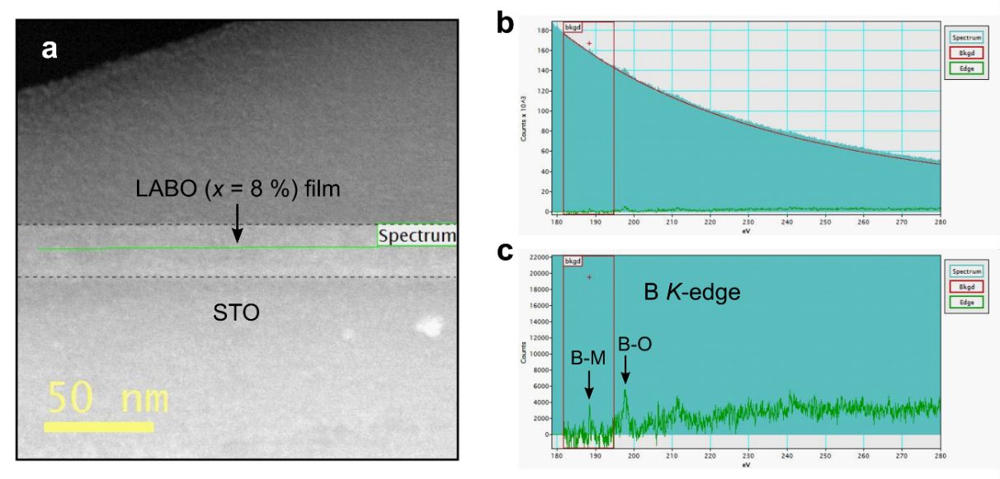 a
LABO (x = 8 %) film
Spectrum
STO
50 nm
b
bkgd
Spectrum
Bkgd
Edge
180
160
140
120
100
80
60
40
20
0
Counts x 10^3
180 190 200 210 220 230 240 250 260 270 280
eV
c
bkgd
B K-edge
B-M
B-O
Spectrum
Bkgd
Edge
22000
20000
18000
16000
14000
12000
10000
8000
6000
4000
2000
0
Counts
180 190 200 210 220 230 240 250 260 270 280
eV